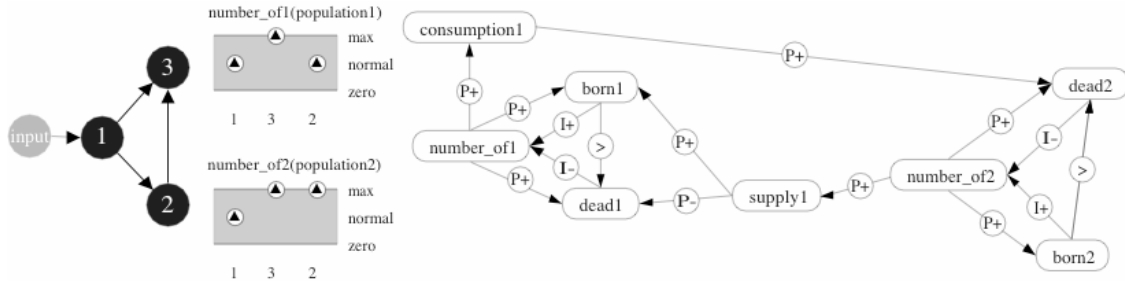 input
1
2
3
number_of1(population1)
max
normal
zero
1 3 2
number_of2(population2)
max
normal
zero
1 3 2
consumption1
P+
P+
dead2
born1
P+
I+
>
number_of1
I-
P+
dead1
P+
P-
supply1
P+
number_of2
P+
I-
>
I+
P+
born2